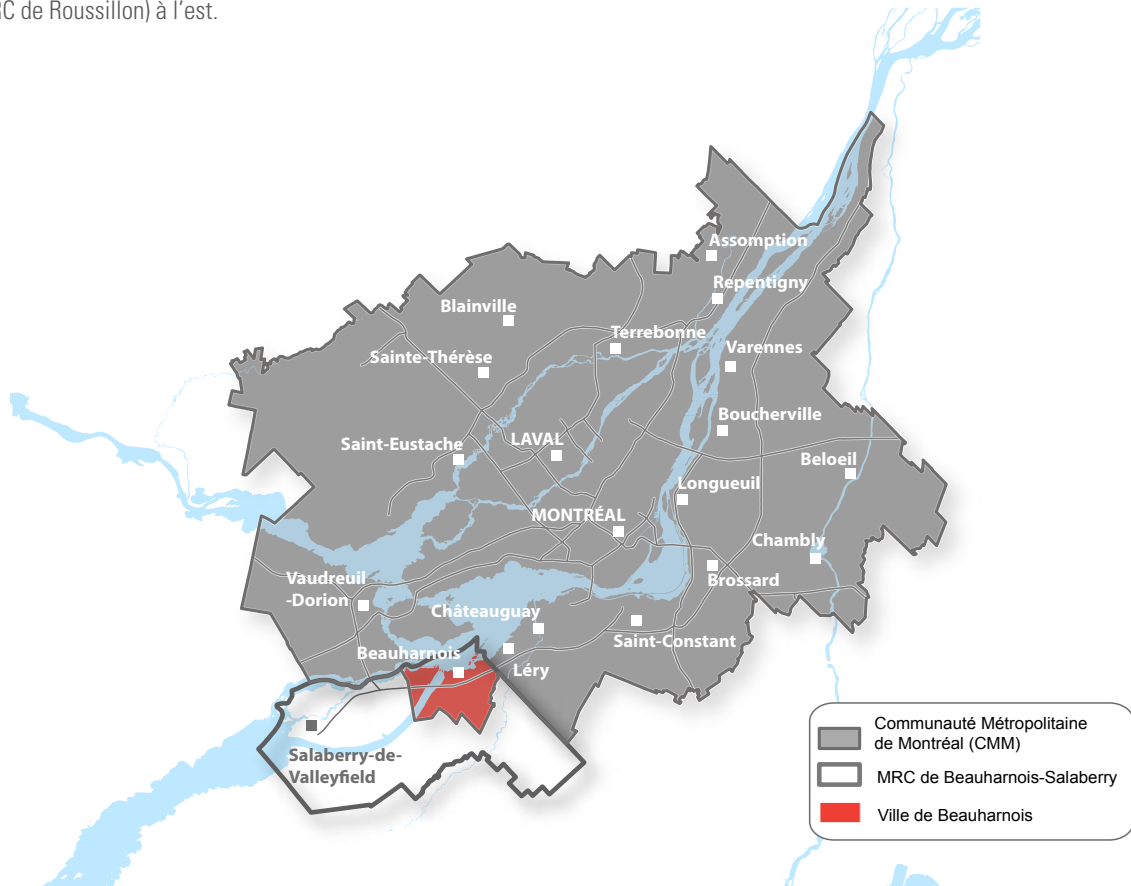 RC de Roussillon) à l'est.
Assomption
Repentigny
Blainville
Terrebonne
Varennes
Sainte-Thérèse
Boucherville
Saint-Eustache
LAVAL
Beloeil
Longueuil
MONTRÉAL
Chambly
Vaudreuil
-Dorion
Brossard
Châteauguay
Saint-Constant
Beauharnois
Léry
Salaberry-de-
Valleyfield
Communauté Métropolitaine
de Montréal (CMM)
MRC de Beauharnois-Salaberry
Ville de Beauharnois